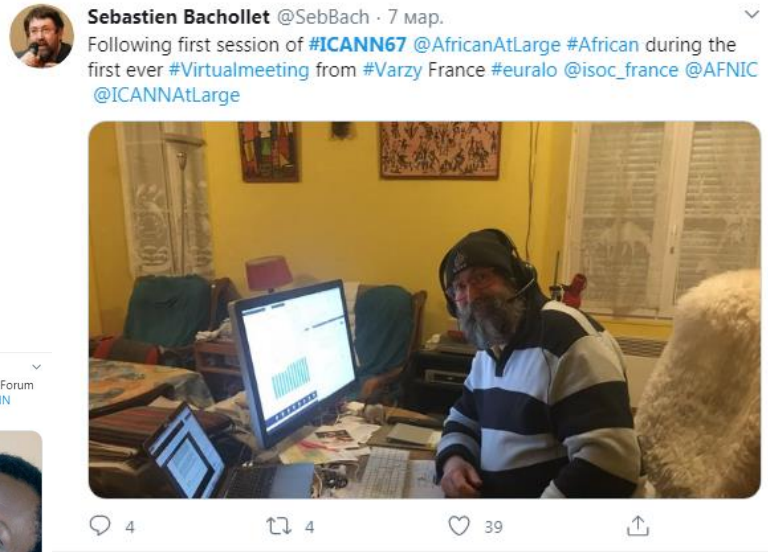 Sebastien Bachollet @SebBach · 7 мар.
Following first session of #ICANN67 @AfricanAtLarge #African during the
first ever #Virtualmeeting from #Varzy France #euralo @isoc_france @AFNIC
@ICANNAtLarge
Forum
4
4
39